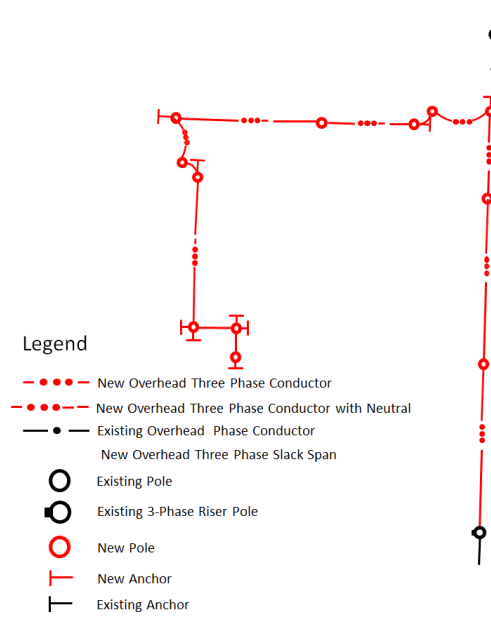 Legend
New Overhead Three Phase Conductor
New Overhead Three Phase Conductor with Neutral
Existing Overhead Phase Conductor
New Overhead Three Phase Slack Span
Existing Pole
Existing 3-Phase Riser Pole
New Pole
New Anchor
Existing Anchor